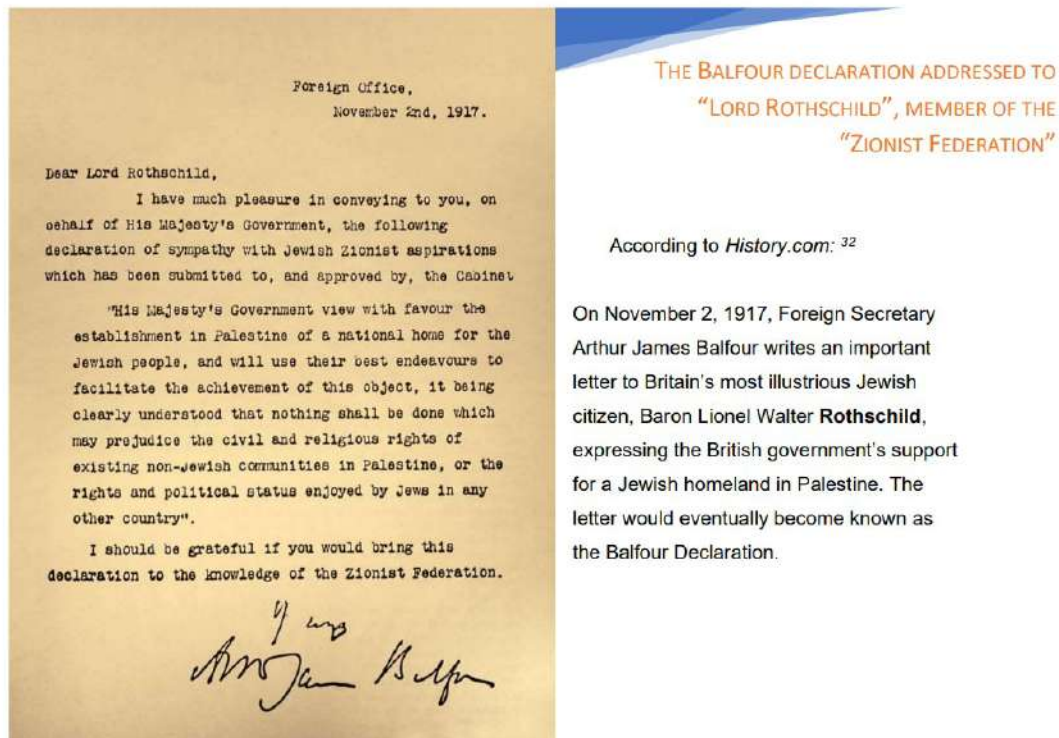 Foreign Office,
November 2nd, 1917.
Dear Lord Rothschild,
I have much pleasure in conveying to you, on
behalf of His Majesty's Government, the following
declaration of sympathy with Jewish Zionist aspirations
which has been submitted to, and approved by, the Cabinet
"His Majesty's Government view with favour the
establishment in Palestine of a national home for the
Jewish people, and will use their best endeavours to
facilitate the achievement of this object, it being
clearly understood that nothing shall be done which
may prejudice the civil and religious rights of
existing non-Jewish communities in Palestine, or the
rights and political status enjoyed by Jews in any
other country".
I should be grateful if you would bring this
declaration to the knowledge of the Zionist Federation.
Balfour
THE BALFOUR DECLARATION ADDRESSED TO
"LORD ROTHSCHILD", MEMBER OF THE
"ZIONIST FEDERATION"
According to History.com: 32
On November 2, 1917, Foreign Secretary
Arthur James Balfour writes an important
letter to Britain's most illustrious Jewish
citizen, Baron Lionel Walter Rothschild,
expressing the British government's support
for a Jewish homeland in Palestine. The
letter would eventually become known as
the Balfour Declaration.